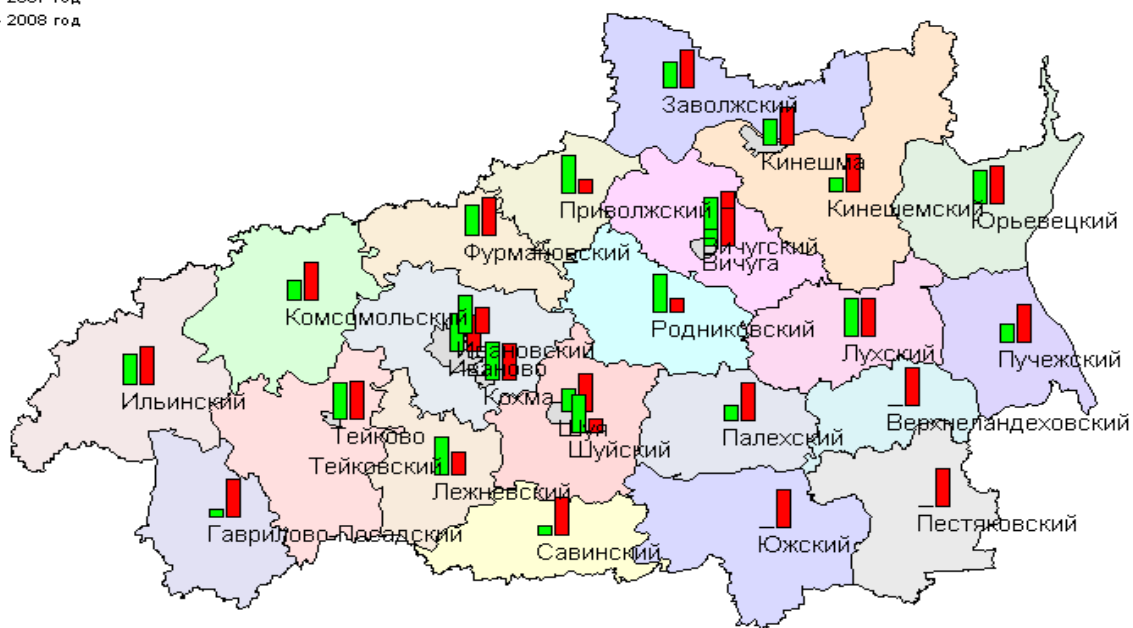 2008 год
Заволжский
Кинешма
Приволжский
Кинешемский
Юрьевецкий
Фурмановский
Вичугский
Вичуга
Комсомольский
Родниковский
Лухский
Пучежский
Ивановский
Иваново
Ильинский
Кохма
Верхнеландеховский
Тейково
Шуя
Шуйский
Палехский
Тейковский
Лежневский
Пестяковский
Гаврилово-Посадский
Савинский
Южский